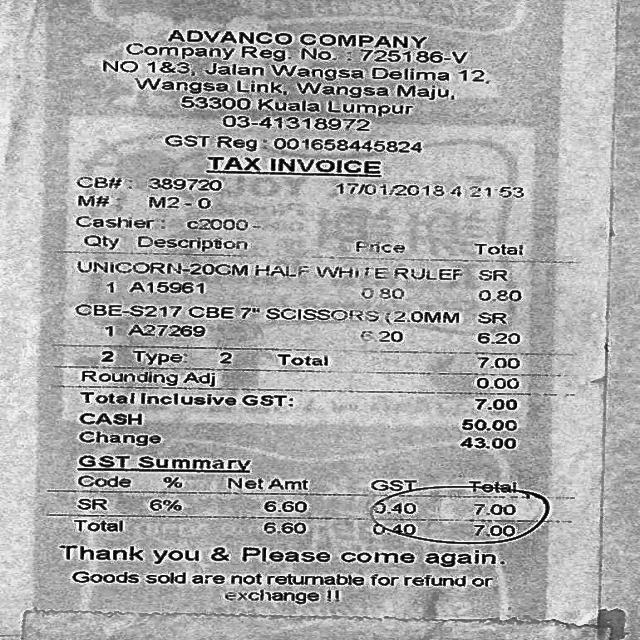 ADVANCO COMPANY
Company Reg. No. : 725186-V
NO 1&3, Jalan Wangsa Delima 12,
Wangsa Link, Wangsa Maju,
53300 Kuala Lumpur
03-41318972
GST Reg : 001658445824
TAX INVOICE
CB# : 389720 17/01/2018 4:21:53
M# : M2 - 0
Cashier : c2000 -
Qty Description Price Total
UNICORN-20CM HALF WHITE RULER SR
1 A15961 0.80 0.80
CBE-S217 CBE 7" SCISSORS (2.0MM SR
1 A27269 6.20 6.20
2 Type: 2 Total 7.00
Rounding Adj 0.00
Total Inclusive GST: 7.00
CASH 50.00
Change 43.00
GST Summary
Code % Net Amt GST Total
SR 6% 6.60 0.40 7.00
Total 6.60 0.40 7.00
Thank you & Please come again.
Goods sold are not returnable for refund or
exchange !!